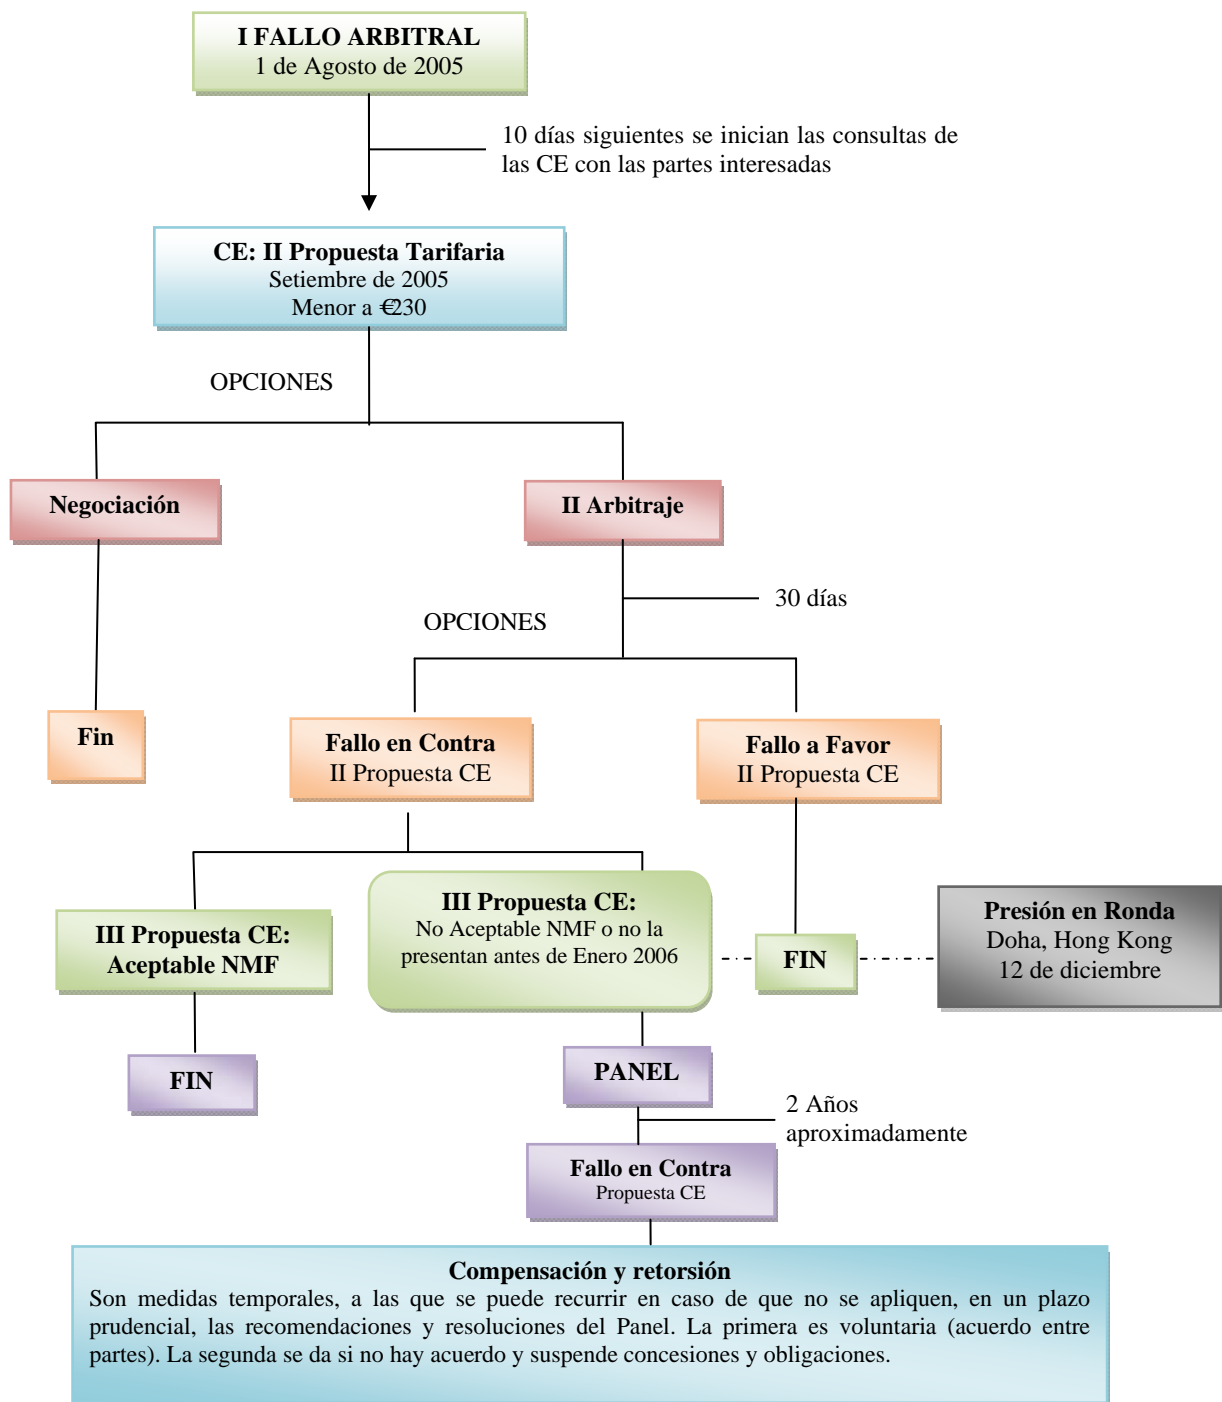 I FALLO ARBITRAL
1 de Agosto de 2005
10 días siguientes se inician las consultas de
las CE con las partes interesadas
CE: II Propuesta Tarifaria
Setiembre de 2005
Menor a €230
OPCIONES
Negociación
II Arbitraje
30 días
OPCIONES
Fin
Fallo en Contra
II Propuesta CE
Fallo a Favor
II Propuesta CE
III Propuesta CE:
Aceptable NMF
III Propuesta CE:
No Aceptable NMF o no la
presentan antes de Enero 2006
FIN
Presión en Ronda
Doha, Hong Kong
12 de diciembre
FIN
PANEL
2 Años
aproximadamente
Fallo en Contra
Propuesta CE
Compensación y retorsión
Son medidas temporales, a las que se puede recurrir en caso de que no se apliquen, en un plazo
prudencial, las recomendaciones y resoluciones del Panel. La primera es voluntaria (acuerdo entre
partes). La segunda se da si no hay acuerdo y suspende concesiones y obligaciones.